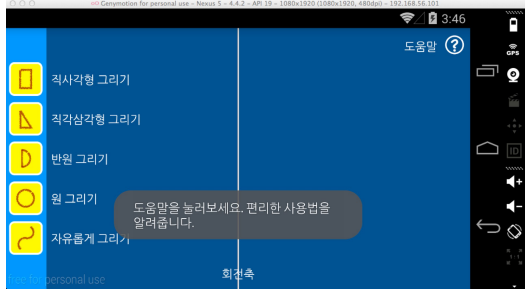 Genymotion for personal use - Nexus 5 - 4.4.2 - API 19 - 1080x1920 (1080x1920, 480dpi) - 192.168.56.101
3:46
도움말 ?
GPS
직사각형 그리기
직각삼각형 그리기
반원 그리기
ID
원 그리기
도움말을 눌러보세요. 편리한 사용법을
알려줍니다.
자유롭게 그리기
1:1
회전축
free for personal use